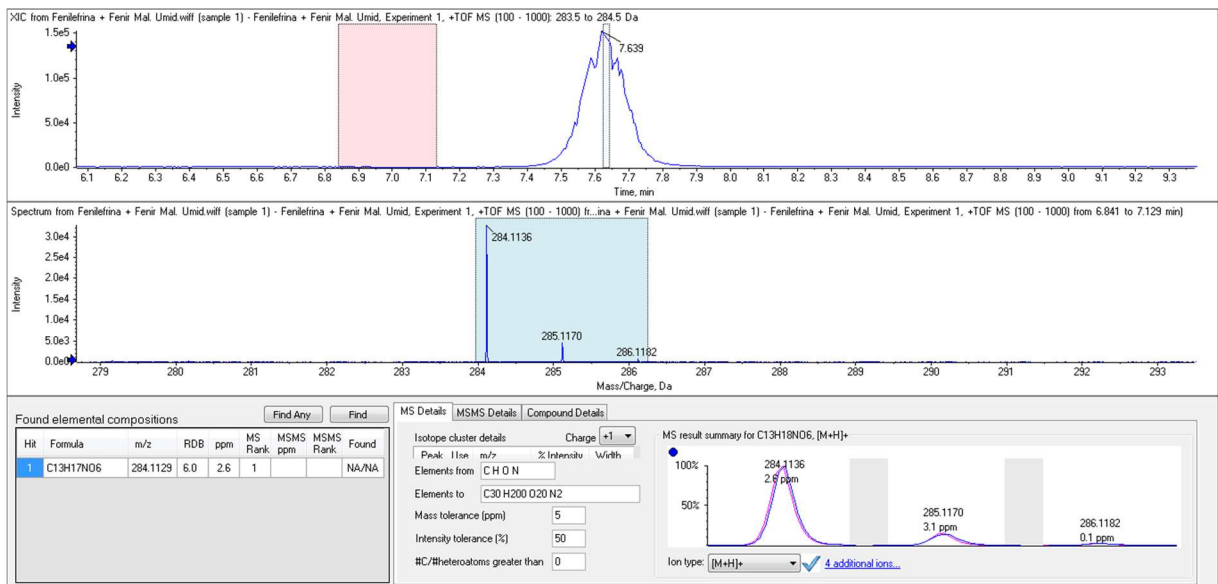 XIC from Fenilefrina + Fenir Mal. Umid.wiff (sample 1) - Fenilefrina + Fenir Mal. Umid, Experiment 1, +TOF MS (100 - 1000): 283.5 to 284.5 Da
1.5e5
1.0e5
5.0e4
0.0e0
Intensity
7.639
6.1 6.2 6.3 6.4 6.5 6.6 6.7 6.8 6.9 7.0 7.1 7.2 7.3 7.4 7.5 7.6 7.7 7.8 7.9 8.0 8.1 8.2 8.3 8.4 8.5 8.6 8.7 8.8 8.9 9.0 9.1 9.2 9.3
Time, min
Spectrum from Fenilefrina + Fenir Mal. Umid.wiff (sample 1) - Fenilefrina + Fenir Mal. Umid, Experiment 1, +TOF MS (100 - 1000) fr...ina + Fenir Mal. Umid.wiff (sample 1) - Fenilefrina + Fenir Mal. Umid, Experiment 1, +TOF MS (100 - 1000) from 6.841 to 7.129 min)
3.0e4
2.5e4
2.0e4
1.5e4
1.0e4
5.0e3
0.0e0
Intensity
284.1136
285.1170
286.1182
279 280 281 282 283 284 285 286 287 288 289 290 291 292 293
Mass/Charge, Da
Found elemental compositions
Find Any Find
Hit Formula m/z RDB ppm MS Rank MSMS ppm MSMS Rank Found
1 C13H17NO6 284.1129 6.0 2.6 1 NA/NA
MS Details MSMS Details Compound Details
Isotope cluster details Charge +1
Peak Use m/z % Intensity Width
Elements from C H O N
Elements to C30 H200 O20 N2
Mass tolerance (ppm) 5
Intensity tolerance (%) 50
#C/#heteroatoms greater than 0
MS result summary for C13H18NO6, [M+H]+
100%
50%
284.1136
2.6 ppm
285.1170
3.1 ppm
286.1182
0.1 ppm
Ion type: [M+H]+ 4 additional ions...